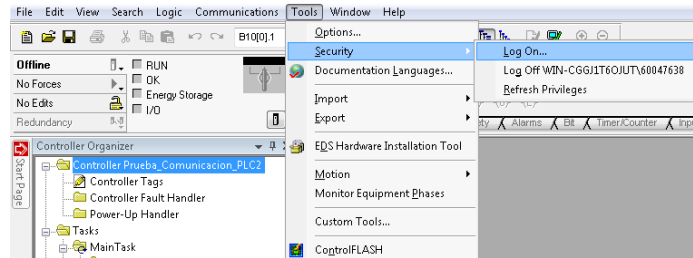 File Edit View Search Logic Communications Tools Window Help
B10[0].1
Offline
RUN
No Forces
OK
Energy Storage
No Edits
I/O
Redundancy
Options...
Security
Log On...
Documentation Languages...
Log Off WIN-CGGJ1T6OJUT\60047638
Refresh Privileges
Import
Export
Alarms Bit Timer/Counter
EDS Hardware Installation Tool
Motion
Monitor Equipment Phases
Custom Tools...
ControlFLASH
Start Page
Controller Organizer
Controller Prueba_Comunicacion_PLC2
Controller Tags
Controller Fault Handler
Power-Up Handler
Tasks
MainTask